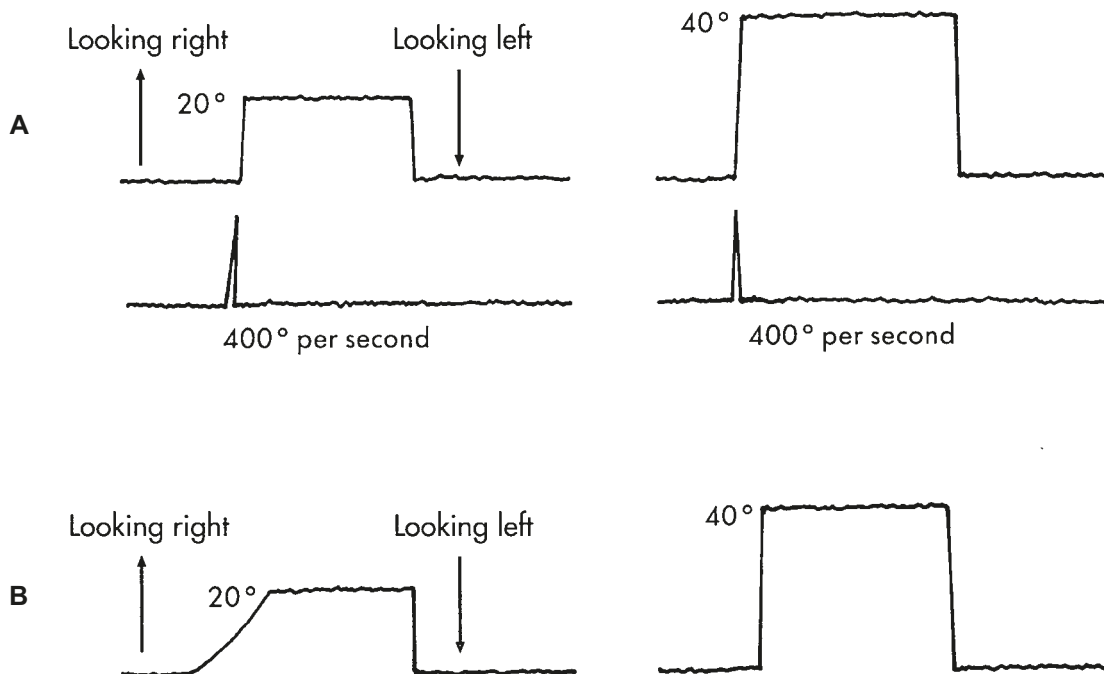 Looking right
Looking left
20°
40°
A
400° per second
400° per second
Looking right
Looking left
20°
40°
B